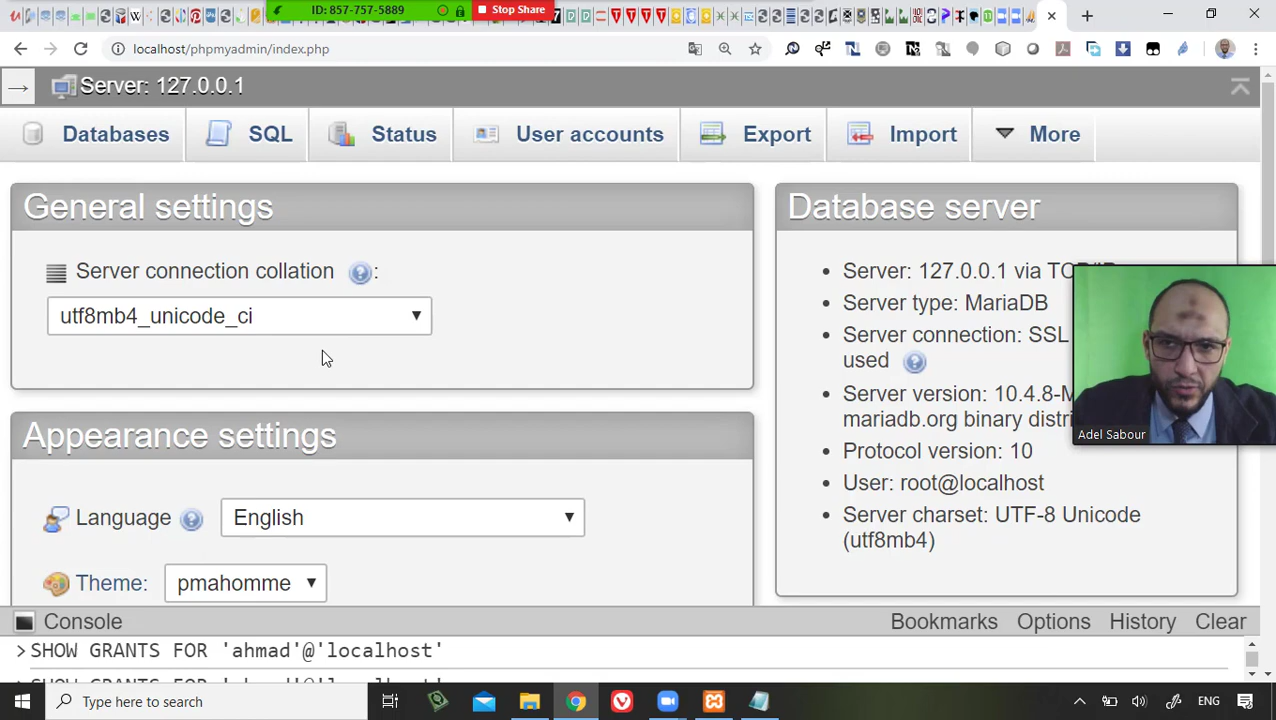 ID: 857-757-5889
Stop Share
localhost/phpmyadmin/index.php
Server: 127.0.0.1
Databases
SQL
Status
User accounts
Export
Import
More
General settings
Server connection collation :
utf8mb4_unicode_ci
Appearance settings
Language
English
Theme:
pmahomme
Database server
Server: 127.0.0.1 via
Server type: MariaDB
Server connection: SSL
used
Server version: 10.4.8-
mariadb.org binary
Protocol version: 10
User: root@localhost
Server charset: UTF-8 Unicode
(utf8mb4)
Adel Sabour
Console
Bookmarks
Options
History
Clear
>SHOW GRANTS FOR 'ahmad'@'localhost'
Type here to search
ENG